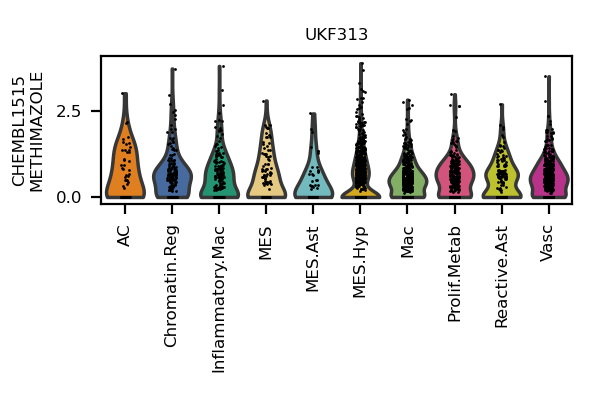 UKF313
CHEMBL1515
METHIMAZOLE
2.5
0.0
AC
Chromatin.Reg
Inflammatory.Mac
MES
MES.Ast
MES.Hyp
Mac
Prolif.Metab
Reactive.Ast
Vasc